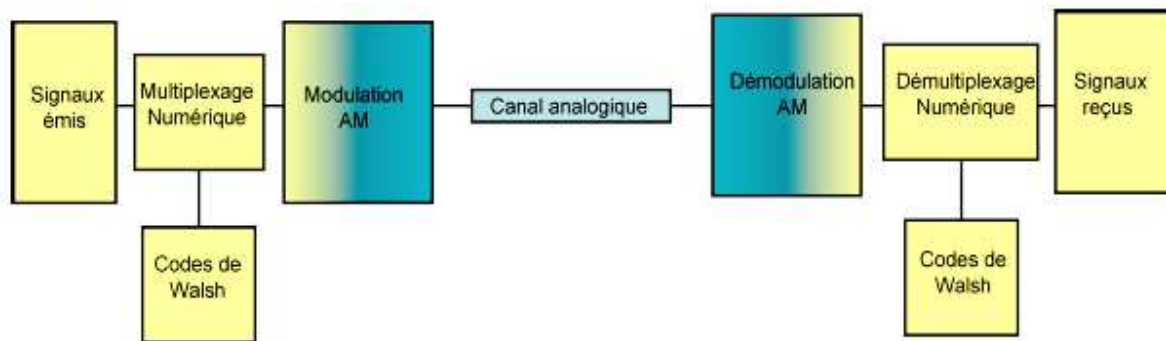 Signaux
émis
Multiplexage
Numérique
Modulation
AM
Canal analogique
Démodulation
AM
Démultiplexage
Numérique
Signaux
reçus
Codes de
Walsh
Codes de
Walsh